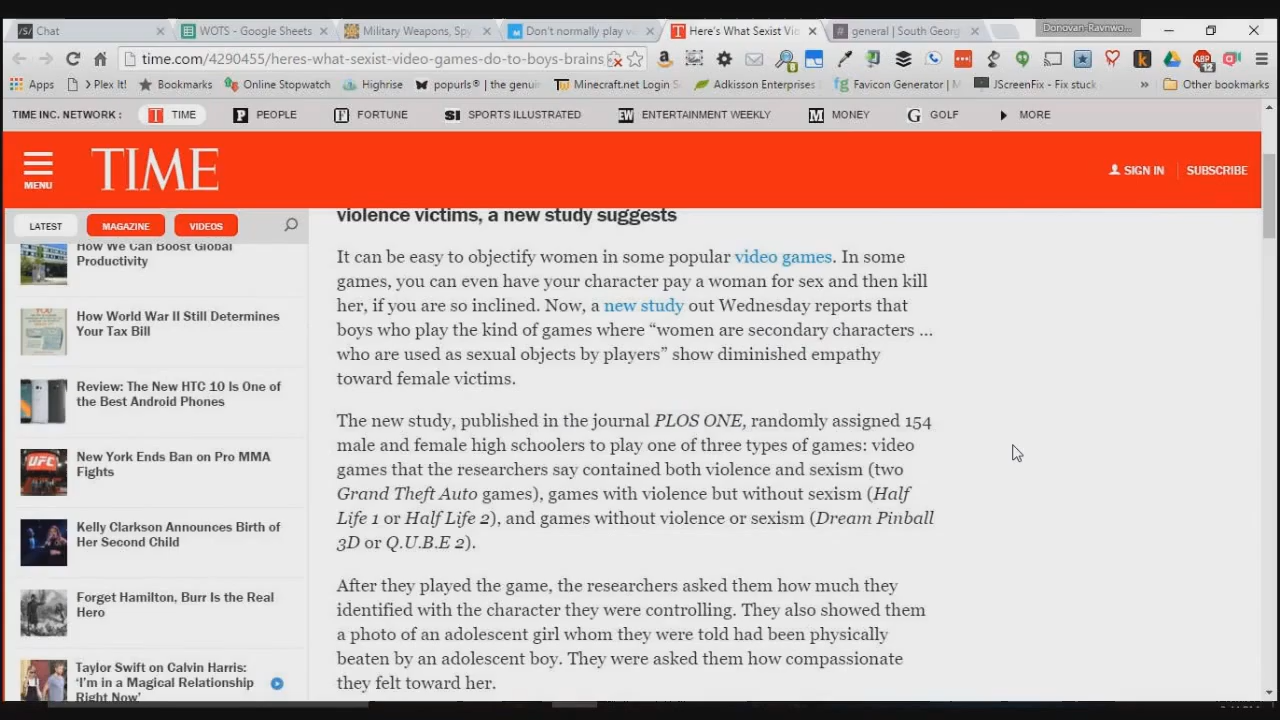 Chat
WOTS - Google Sheets
Military Weapons, Spy
Don't normally play v
Here's What Sexist Vi
general | South Georg
time.com/4290455/heres-what-sexist-video-games-do-to-boys-brains
Apps
> Plex It!
Bookmarks
Online Stopwatch
Highrise
popurls® | the genuin
Minecraft.net Login S
Adkisson Enterprises
Favicon Generator | M
JScreenFix - Fix stuck
»
Other bookmarks
TIME INC. NETWORK :
TIME
PEOPLE
FORTUNE
SPORTS ILLUSTRATED
ENTERTAINMENT WEEKLY
MONEY
GOLF
MORE
MENU
TIME
SIGN IN
SUBSCRIBE
LATEST
MAGAZINE
VIDEOS
How We Can Boost Global
Productivity
How World War II Still Determines
Your Tax Bill
Review: The New HTC 10 Is One of
the Best Android Phones
New York Ends Ban on Pro MMA
Fights
Kelly Clarkson Announces Birth of
Her Second Child
Forget Hamilton, Burr Is the Real
Hero
Taylor Swift on Calvin Harris:
'I'm in a Magical Relationship
Right Now'
violence victims, a new study suggests
It can be easy to objectify women in some popular video games. In some
games, you can even have your character pay a woman for sex and then kill
her, if you are so inclined. Now, a new study out Wednesday reports that
boys who play the kind of games where “women are secondary characters ...
who are used as sexual objects by players” show diminished empathy
toward female victims.
The new study, published in the journal PLOS ONE, randomly assigned 154
male and female high schoolers to play one of three types of games: video
games that the researchers say contained both violence and sexism (two
Grand Theft Auto games), games with violence but without sexism (Half
Life 1 or Half Life 2), and games without violence or sexism (Dream Pinball
3D or Q.U.B.E 2).
After they played the game, the researchers asked them how much they
identified with the character they were controlling. They also showed them
a photo of an adolescent girl whom they were told had been physically
beaten by an adolescent boy. They were asked them how compassionate
they felt toward her.